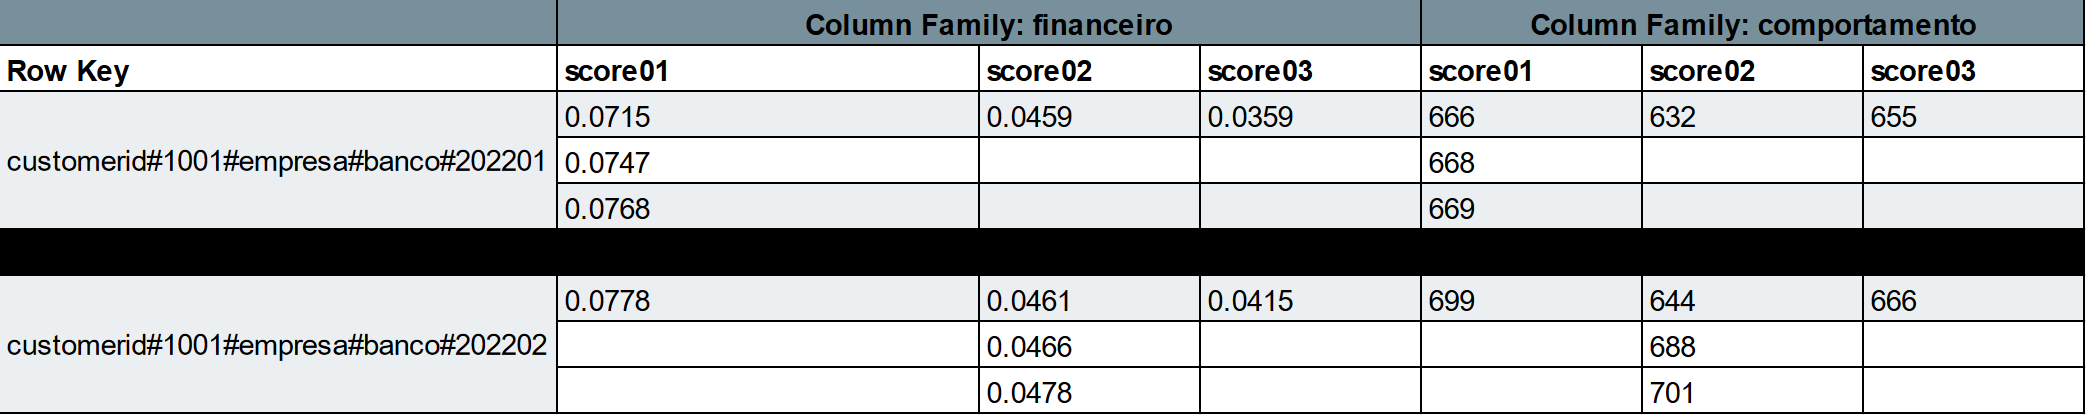 Column Family: financeiro Column Family: comportamento
Row Key score01 score02 score03 score01 score02 score03
0.0715 0.0459 0.0359 666 632 655
customerid#1001#empresa#banco#202201 0.0747 668
0.0768 669
0.0778 0.0461 0.0415 699 644 666
customerid#1001#empresa#banco#202202 0.0466 688
0.0478 701